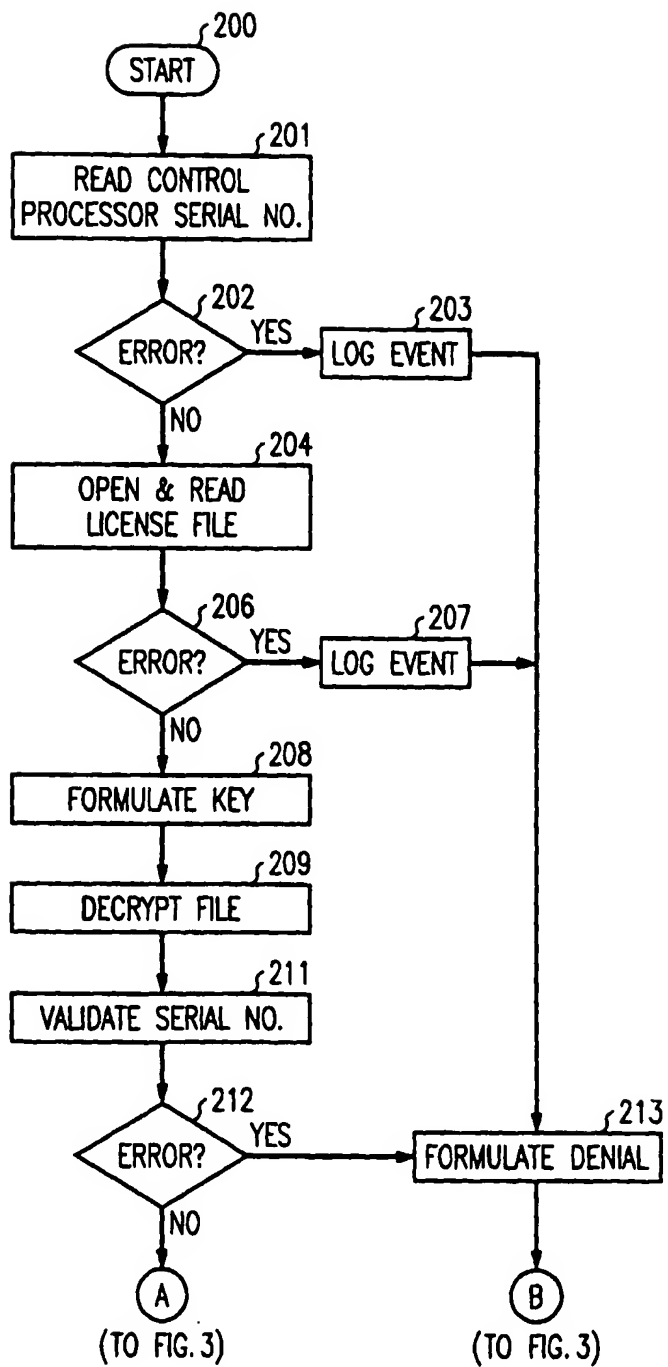 200
START
201
READ CONTROL
PROCESSOR SERIAL NO.
202
ERROR?
YES
NO
203
LOG EVENT
204
OPEN & READ
LICENSE FILE
206
ERROR?
YES
NO
207
LOG EVENT
208
FORMULATE KEY
209
DECRYPT FILE
211
VALIDATE SERIAL NO.
212
ERROR?
YES
NO
213
FORMULATE DENIAL
A
(TO FIG. 3)
B
(TO FIG. 3)